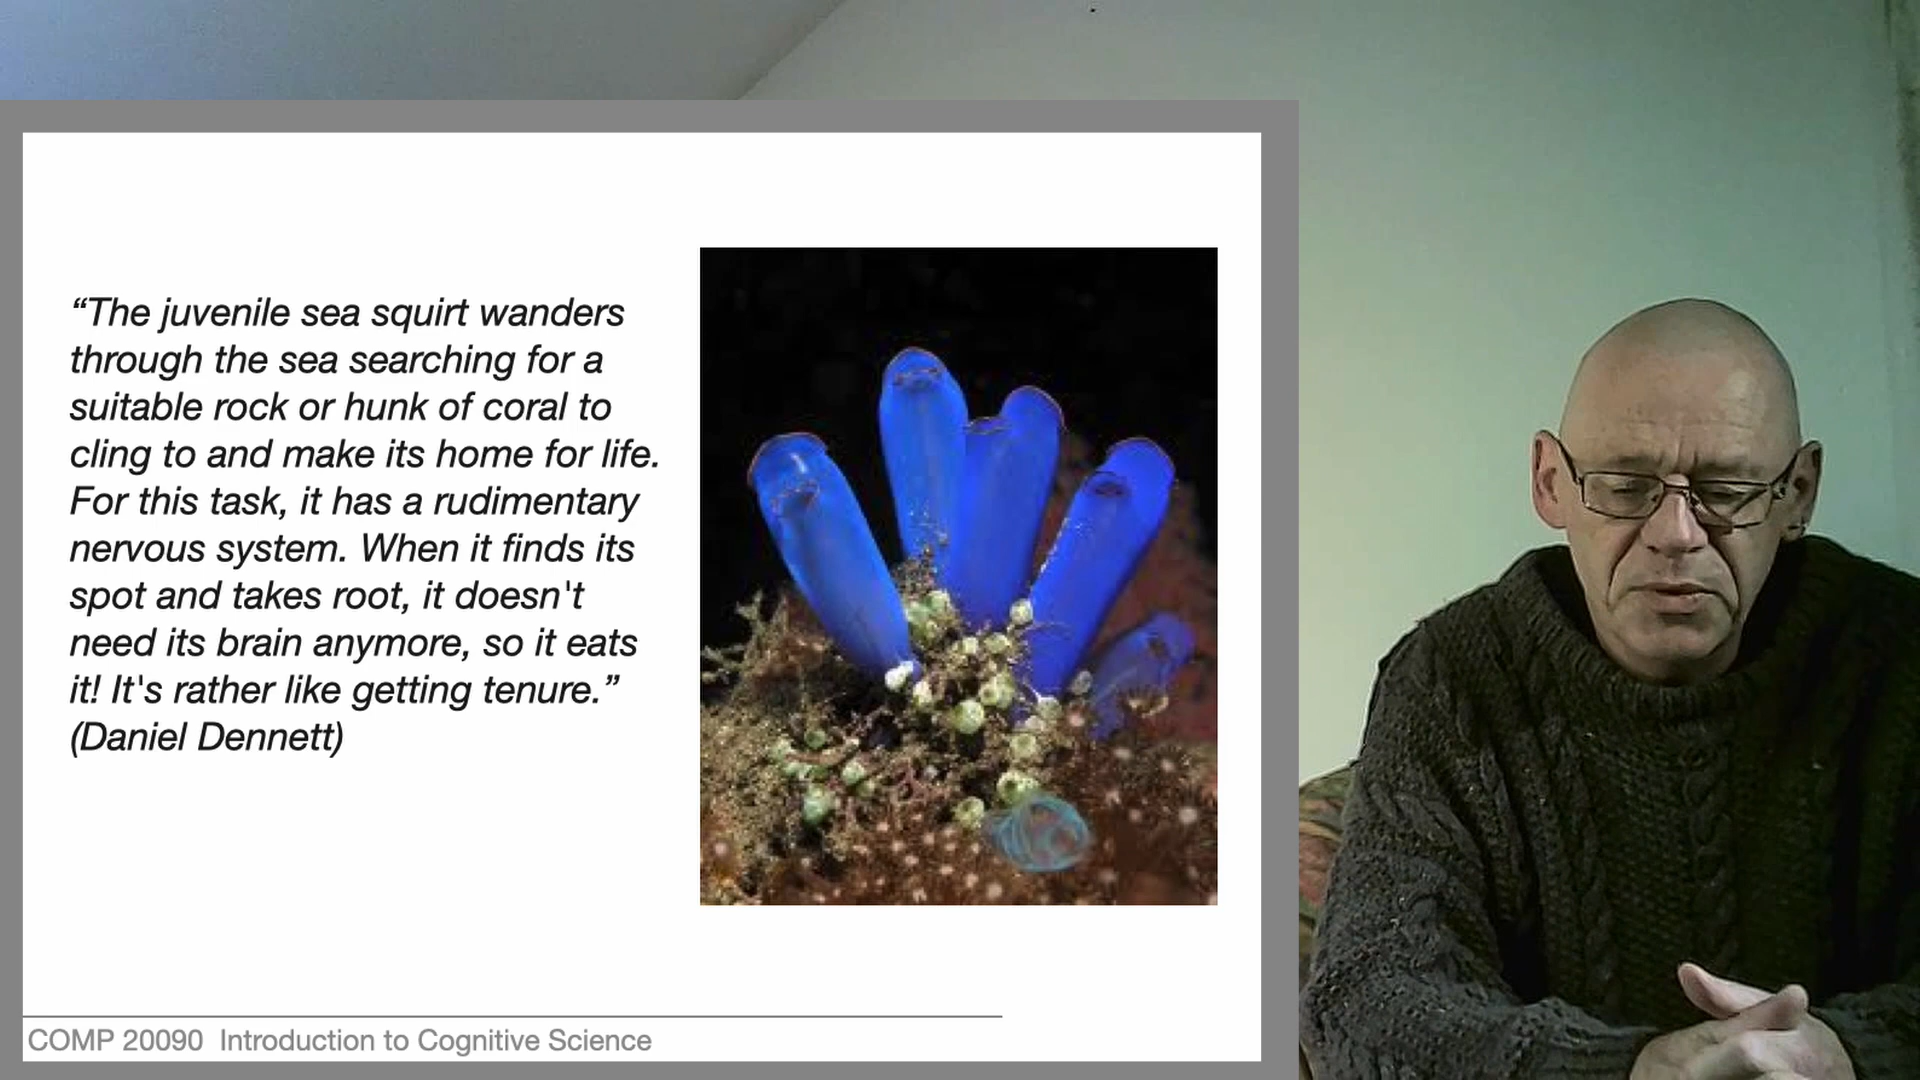 “The juvenile sea squirt wanders
through the sea searching for a
suitable rock or hunk of coral to
cling to and make its home for life.
For this task, it has a rudimentary
nervous system. When it finds its
spot and takes root, it doesn't
need its brain anymore, so it eats
it! It's rather like getting tenure.”
(Daniel Dennett)
COMP 20090  Introduction to Cognitive Science